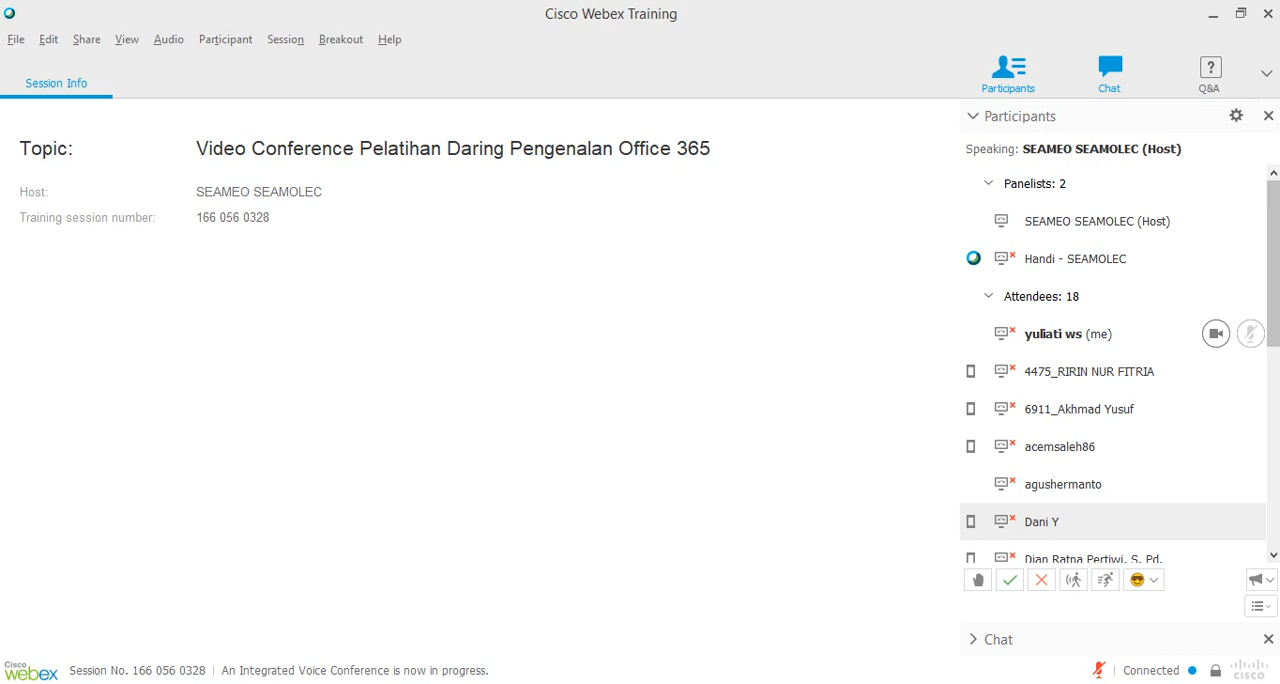 Cisco Webex Training
File Edit Share View Audio Participant Session Breakout Help
Session Info
Participants Chat Q&A
Topic: Video Conference Pelatihan Daring Pengenalan Office 365
Host: SEAMEO SEAMOLEC
Training session number: 166 056 0328
Participants
Speaking: SEAMEO SEAMOLEC (Host)
Panelists: 2
SEAMEO SEAMOLEC (Host)
Handi - SEAMOLEC
Attendees: 18
yuliati ws (me)
4475_RIRIN NUR FITRIA
6911_Akhmad Yusuf
acemsaleh86
agushermanto
Dani Y
Dian Ratna Pertiwi, S. Pd.
Chat
Cisco webex Session No. 166 056 0328 | An Integrated Voice Conference is now in progress. Connected cisco